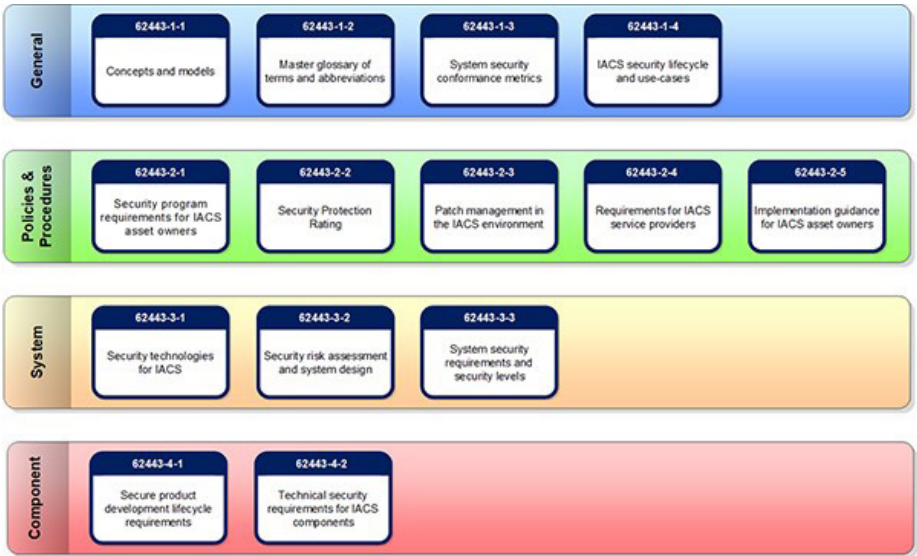 General
62443-1-1
Concepts and models
62443-1-2
Master glossary of
terms and abbreviations
62443-1-3
System security
conformance metrics
62443-1-4
IACS security lifecycle
and use-cases
Policies &
Procedures
62443-2-1
Security program
requirements for IACS
asset owners
62443-2-2
Security Protection
Rating
62443-2-3
Patch management in
the IACS environment
62443-2-4
Requirements for IACS
service providers
62443-2-5
Implementation guidance
for IACS asset owners
System
62443-3-1
Security technologies
for IACS
62443-3-2
Security risk assessment
and system design
62443-3-3
System security
requirements and
security levels
Component
62443-4-1
Secure product
development lifecycle
requirements
62443-4-2
Technical security
requirements for IACS
components